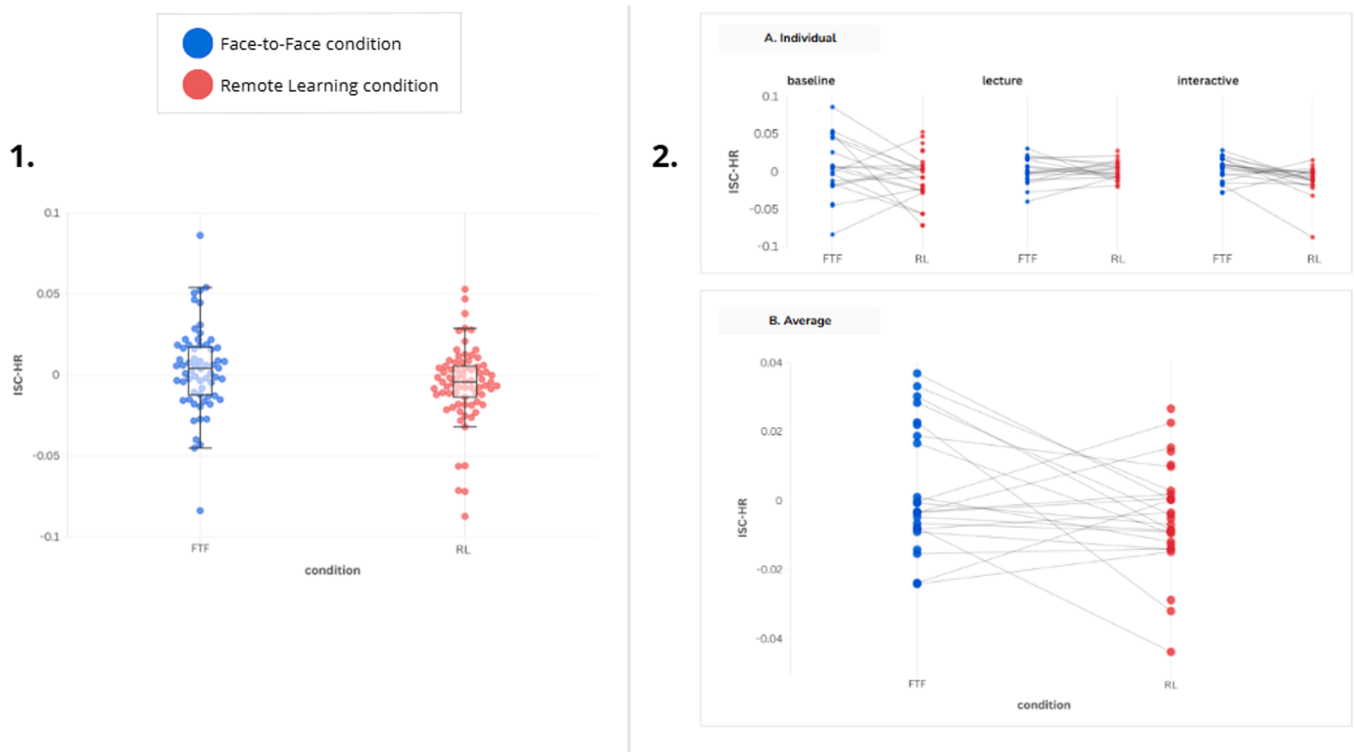 Face-to-Face condition
Remote Learning condition
1.
0.1
0.05
0
-0.05
-0.1
ISC-HR
FTF
RL
condition
2.
A. Individual
baseline
lecture
interactive
0.1
0.05
0
-0.05
-0.1
ISC-HR
FTF
RL
FTF
RL
FTF
RL
B. Average
0.04
0.02
0
-0.02
-0.04
ISC-HR
FTF
RL
condition